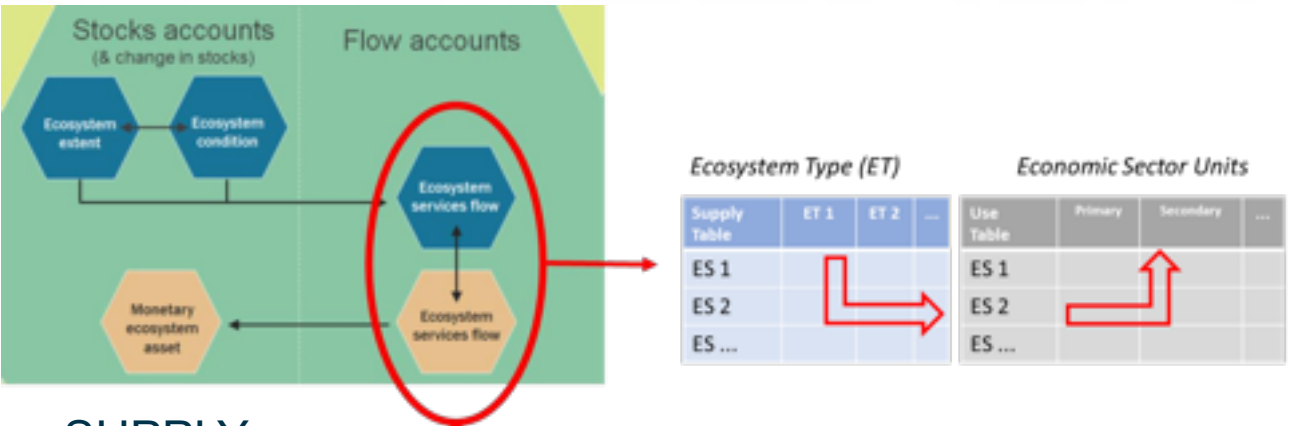 Stocks accounts
(& change in stocks)
Flow accounts
Ecosystem
extent
Ecosystem
condition
Ecosystem
services flow
Monetary
ecosystem
asset
Ecosystem
services flow
Ecosystem Type (ET)
Economic Sector Units
Supply Table ET 1 ET 2 ...
ES 1
ES 2
ES ...
Use Table Primary Secondary ...
ES 1
ES 2
ES ...
SUPPLY